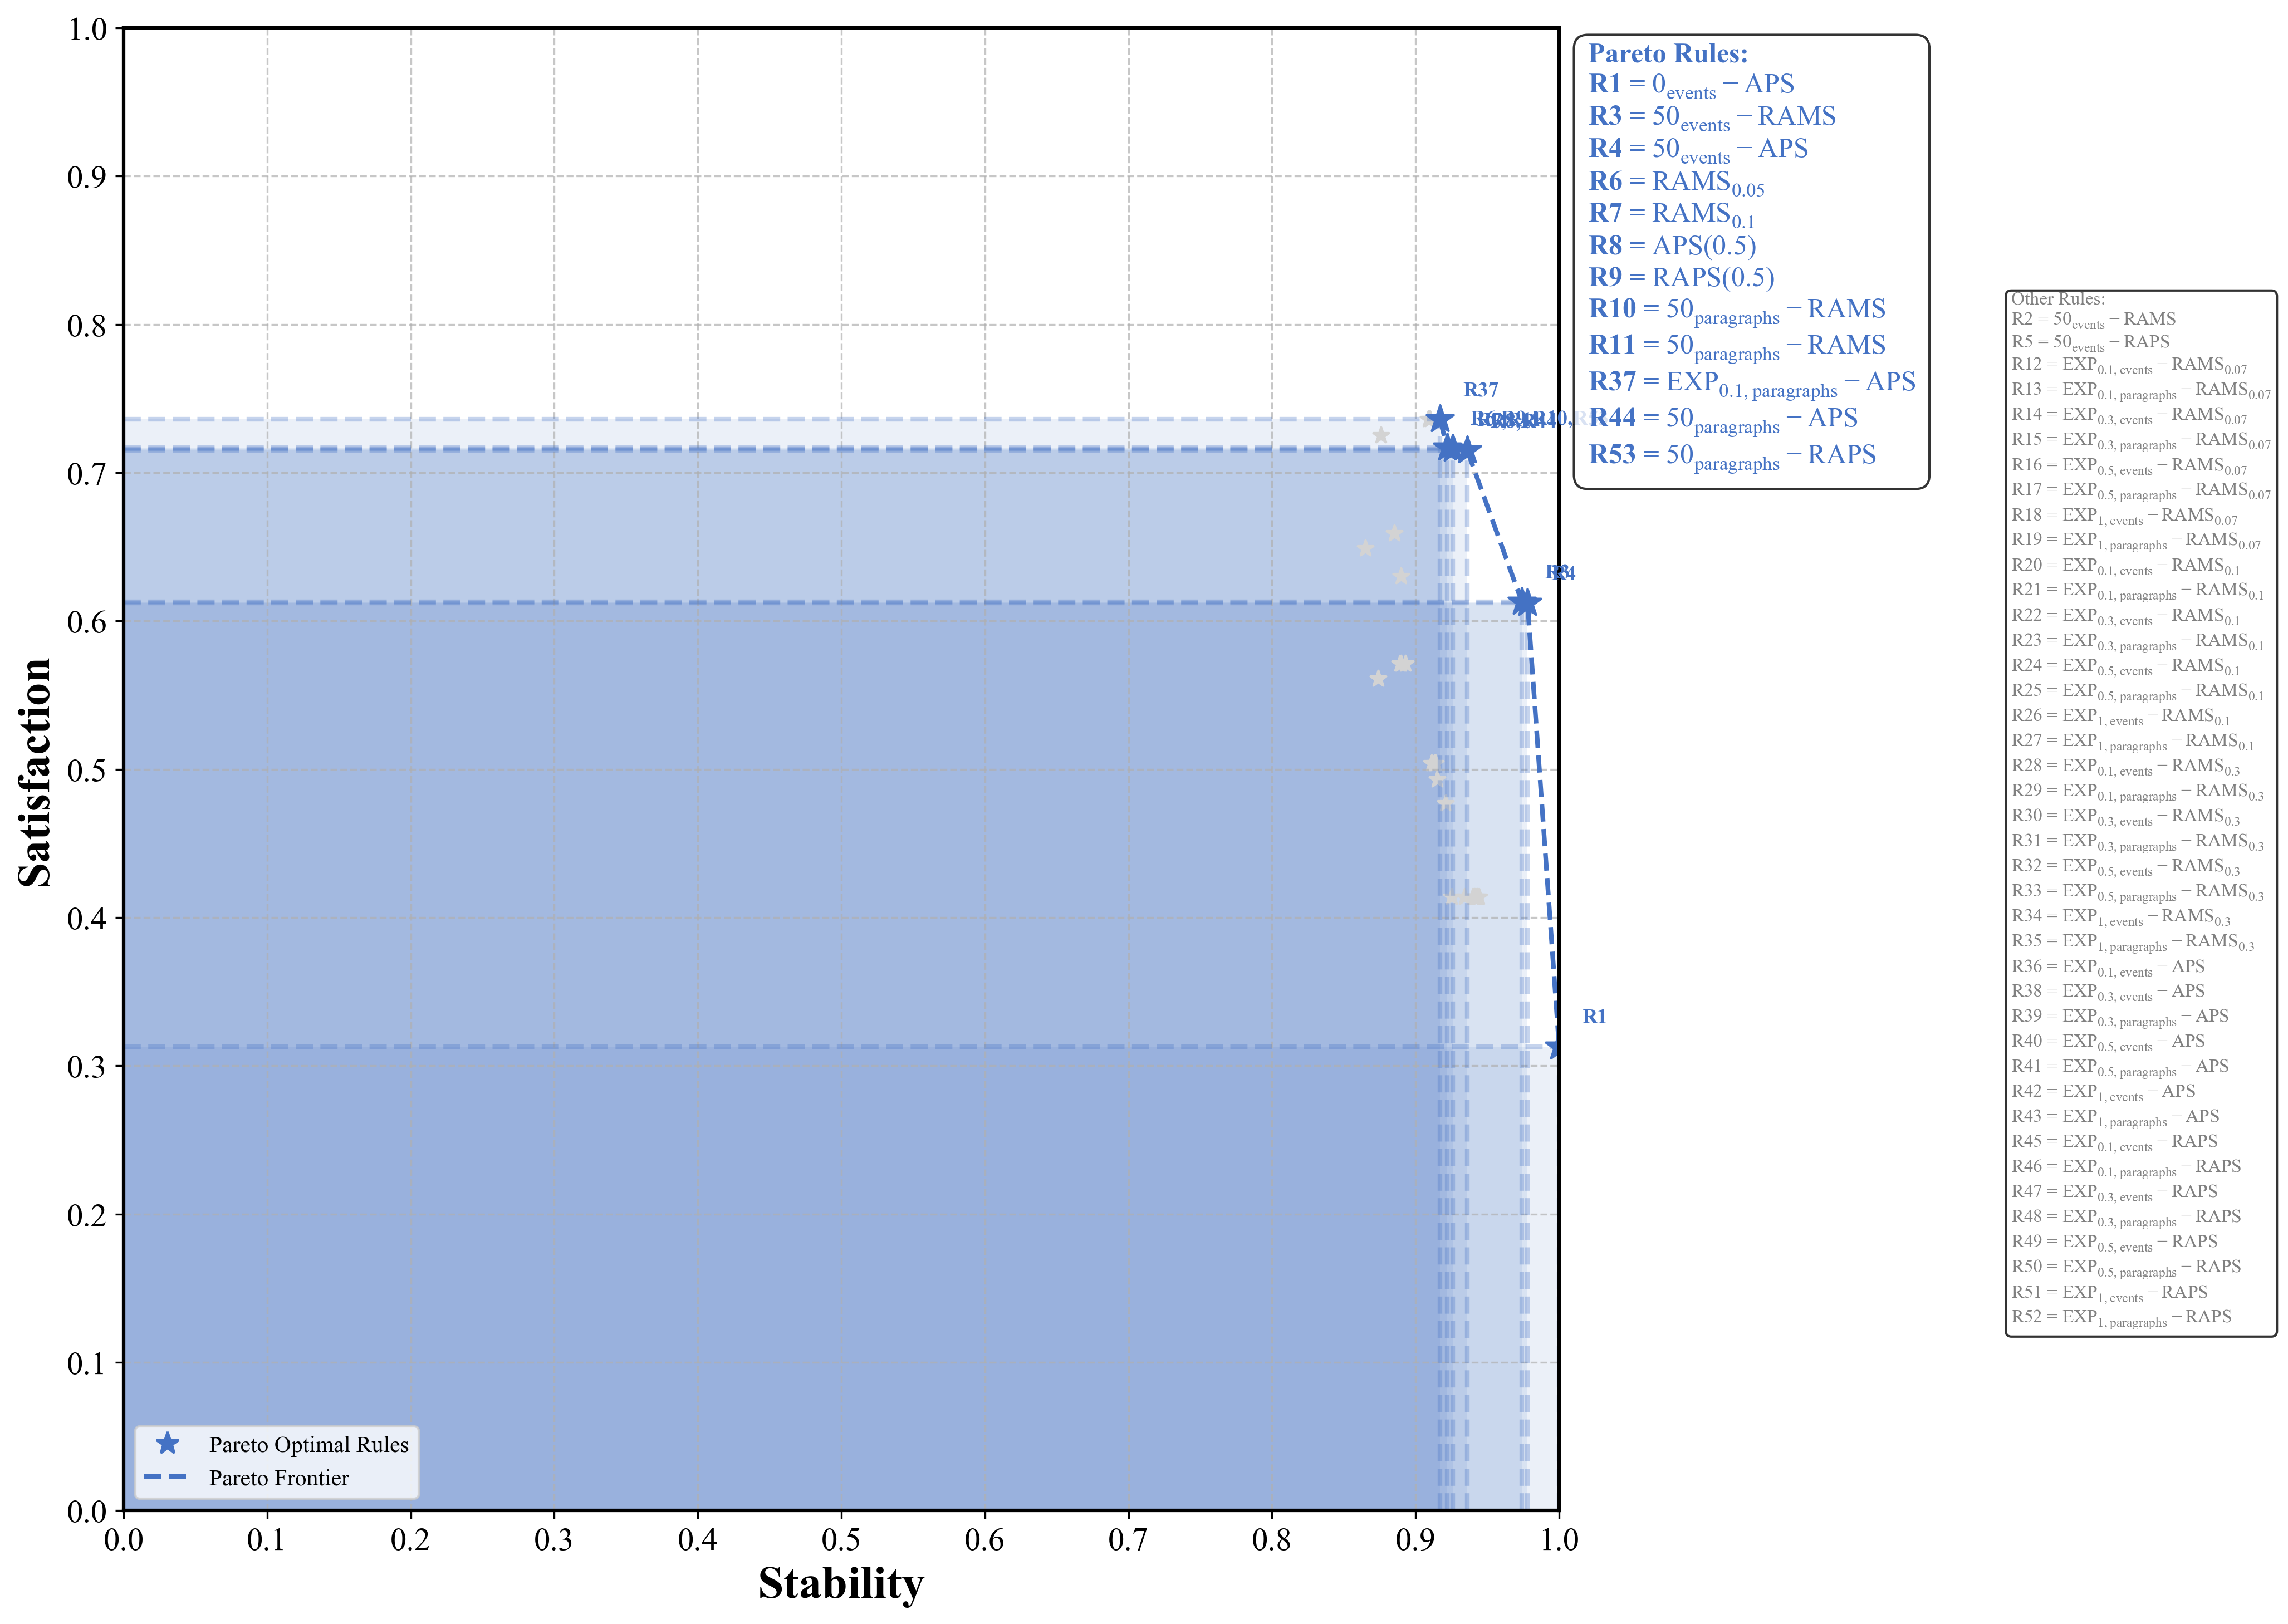 1.0
0.9
0.8
0.7
0.6
0.5
0.4
0.3
0.2
0.1
0.0
Satisfaction
0.0 0.1 0.2 0.3 0.4 0.5 0.6 0.7 0.8 0.9 1.0
Stability
R37
R4
R1
Pareto Optimal Rules
Pareto Frontier
Pareto Rules:
R1 = 0events − APS
R3 = 50events − RAMS
R4 = 50events − APS
R6 = RAMS0.05
R7 = RAMS0.1
R8 = APS(0.5)
R9 = RAPS(0.5)
R10 = 50paragraphs − RAMS
R11 = 50paragraphs − RAMS
R37 = EXP0.1, paragraphs − APS
R44 = 50paragraphs − APS
R53 = 50paragraphs − RAPS
Other Rules:
R2 = 50events − RAMS
R5 = 50events − RAPS
R12 = EXP0.1, events − RAMS0.07
R13 = EXP0.1, paragraphs − RAMS0.07
R14 = EXP0.3, events − RAMS0.07
R15 = EXP0.3, paragraphs − RAMS0.07
R16 = EXP0.5, events − RAMS0.07
R17 = EXP0.5, paragraphs − RAMS0.07
R18 = EXP1, events − RAMS0.07
R19 = EXP1, paragraphs − RAMS0.07
R20 = EXP0.1, events − RAMS0.1
R21 = EXP0.1, paragraphs − RAMS0.1
R22 = EXP0.3, events − RAMS0.1
R23 = EXP0.3, paragraphs − RAMS0.1
R24 = EXP0.5, events − RAMS0.1
R25 = EXP0.5, paragraphs − RAMS0.1
R26 = EXP1, events − RAMS0.1
R27 = EXP1, paragraphs − RAMS0.1
R28 = EXP0.1, events − RAMS0.3
R29 = EXP0.1, paragraphs − RAMS0.3
R30 = EXP0.3, events − RAMS0.3
R31 = EXP0.3, paragraphs − RAMS0.3
R32 = EXP0.5, events − RAMS0.3
R33 = EXP0.5, paragraphs − RAMS0.3
R34 = EXP1, events − RAMS0.3
R35 = EXP1, paragraphs − RAMS0.3
R36 = EXP0.1, events − APS
R38 = EXP0.3, events − APS
R39 = EXP0.3, paragraphs − APS
R40 = EXP0.5, events − APS
R41 = EXP0.5, paragraphs − APS
R42 = EXP1, events − APS
R43 = EXP1, paragraphs − APS
R45 = EXP0.1, events − RAPS
R46 = EXP0.1, paragraphs − RAPS
R47 = EXP0.3, events − RAPS
R48 = EXP0.3, paragraphs − RAPS
R49 = EXP0.5, events − RAPS
R50 = EXP0.5, paragraphs − RAPS
R51 = EXP1, events − RAPS
R52 = EXP1, paragraphs − RAPS